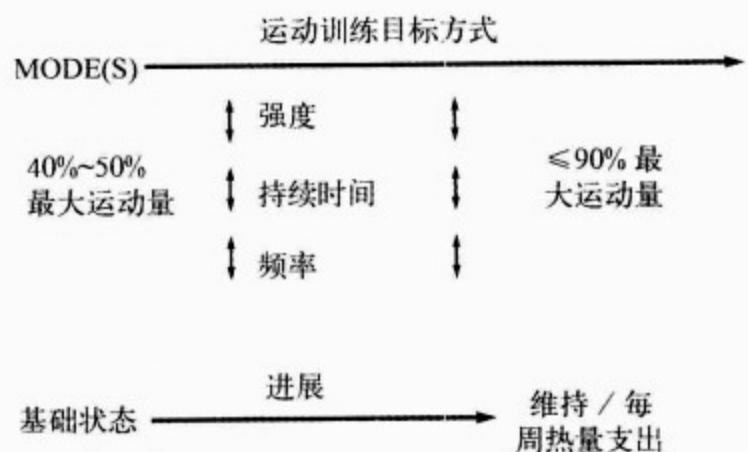 运动训练目标方式
MODE(S)
强度
40%~50%
最大运动量
持续时间
≤90% 最
大运动量
频率
进展
基础状态
维持 / 每
周热量支出